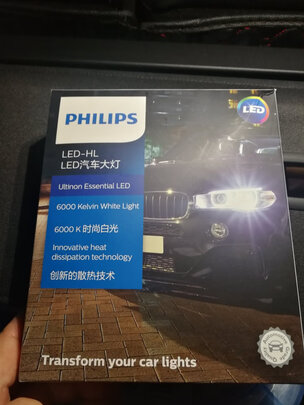 PHILIPS
LED
LED-HL
LED汽车大灯
Ultinon Essential LED
6000 Kelvin White Light
6000 K 时尚白光
Innovative heat
dissipation technology
创新的散热技术
Transform your car lights